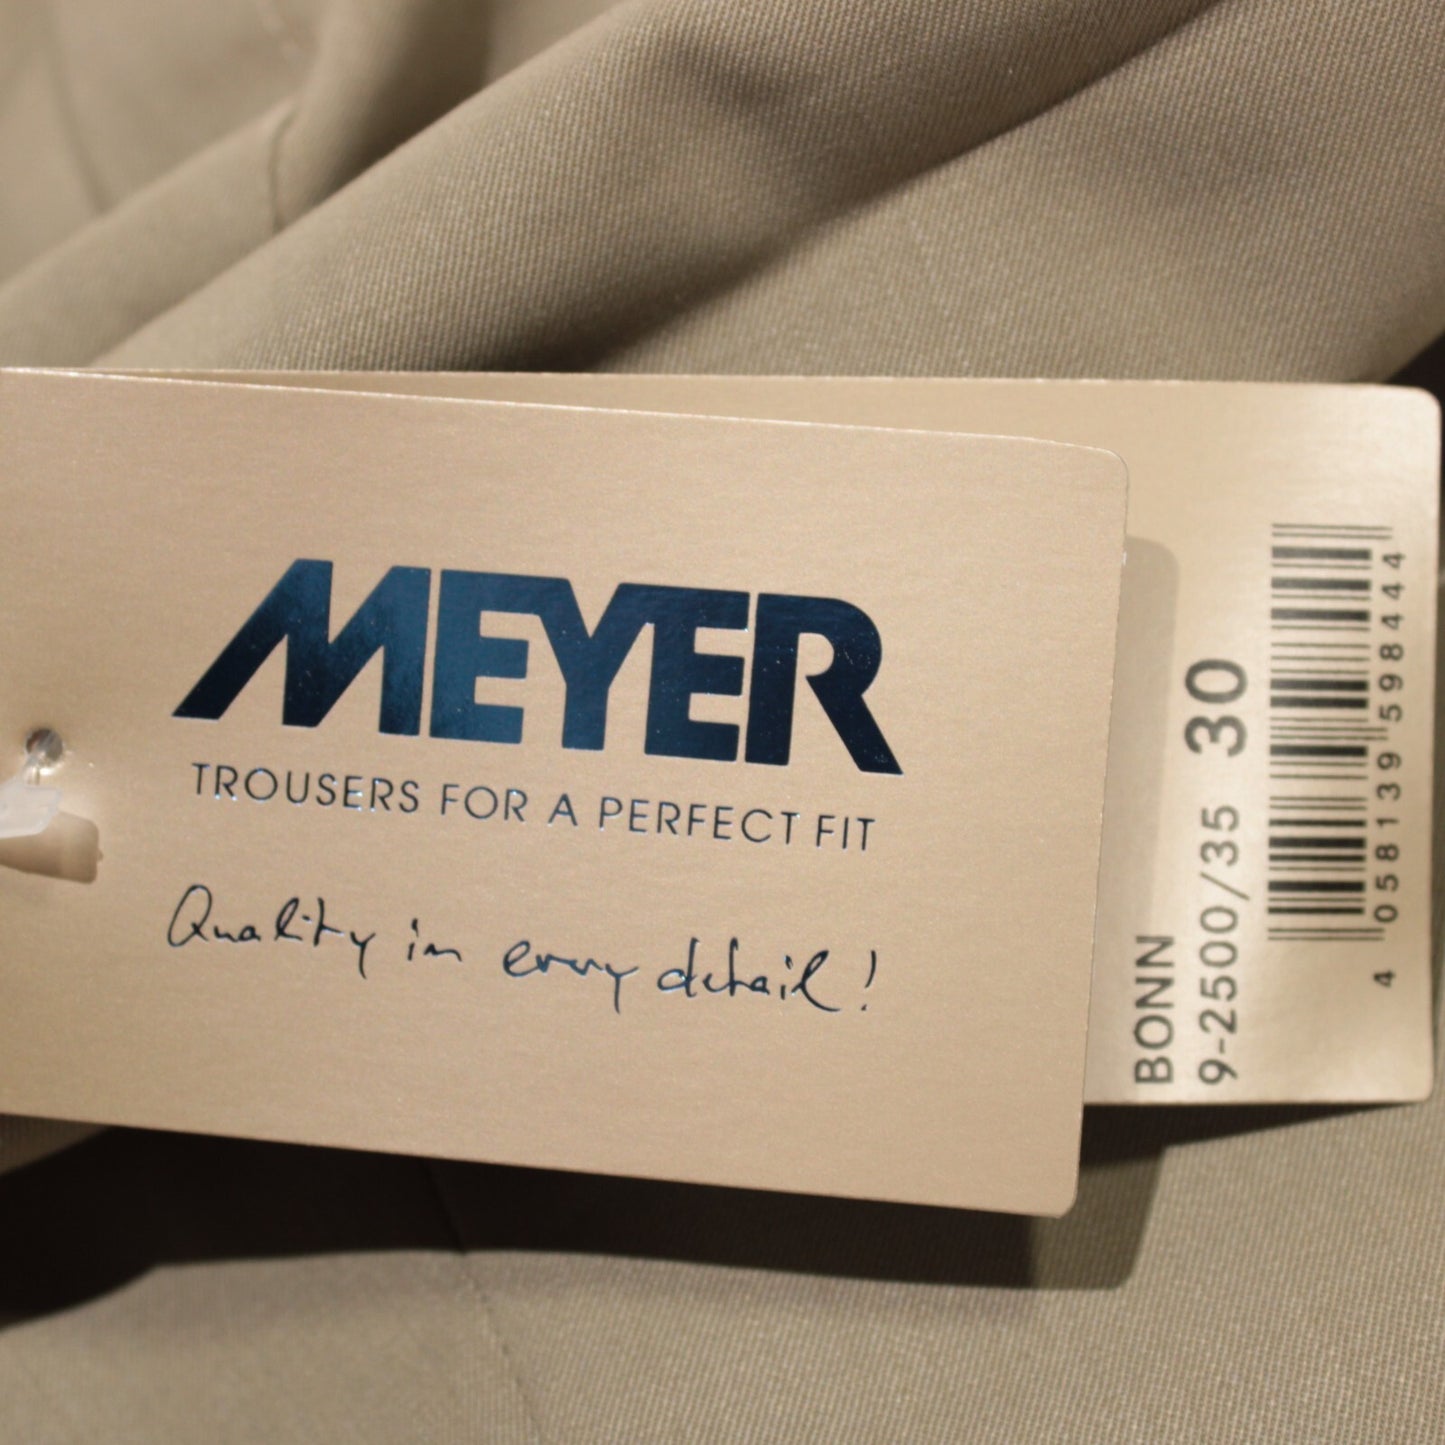 MEYER
TROUSERS FOR A PERFECT FIT
Quality in every detail!
BONN
9-2500/35 30
4 058139 598444